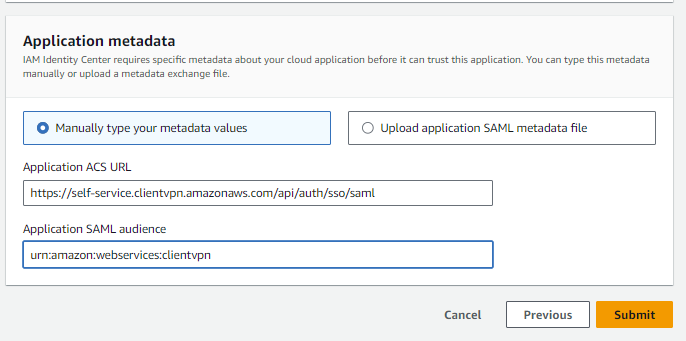 Application metadata
IAM Identity Center requires specific metadata about your cloud application before it can trust this application. You can type this metadata
manually or upload a metadata exchange file.
Manually type your metadata values
Upload application SAML metadata file
Application ACS URL
https://self-service.clientvpn.amazonaws.com/api/auth/sso/saml
Application SAML audience
urn:amazon:webservices:clientvpn
Cancel
Previous
Submit